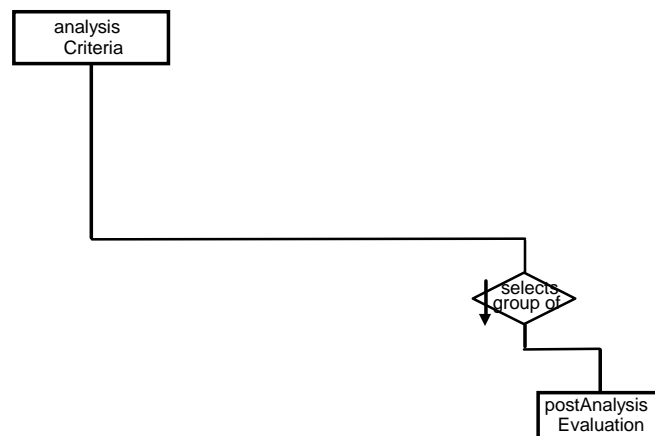 analysis
Criteria
selects
group of
postAnalysis
Evaluation